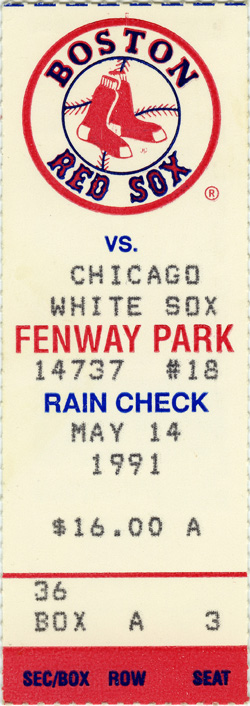 BOSTON
RED SOX
®
VS.
CHICAGO
WHITE SOX
FENWAY PARK
14737 #18
RAIN CHECK
MAY 14
1991
$16.00 A
36
BOX A 3
SEC/BOX ROW SEAT